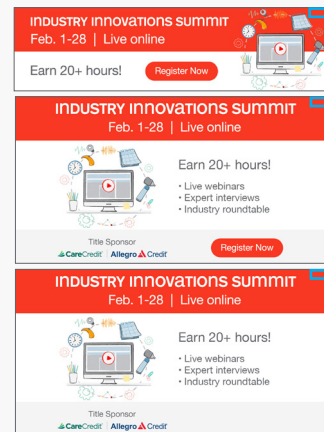 INDUSTRY INNOVATIONS SUMMIT
Feb. 1-28 | Live online
Earn 20+ hours!
Register Now
INDUSTRY INNOVATIONS SUMMIT
Feb. 1-28 | Live online
Earn 20+ hours!
• Live webinars
• Expert interviews
• Industry roundtable
Title Sponsor
CareCredit Allegro Credit
Register Now
INDUSTRY INNOVATIONS SUMMIT
Feb. 1-28 | Live online
Earn 20+ hours!
• Live webinars
• Expert interviews
• Industry roundtable
Title Sponsor
CareCredit Allegro Credit